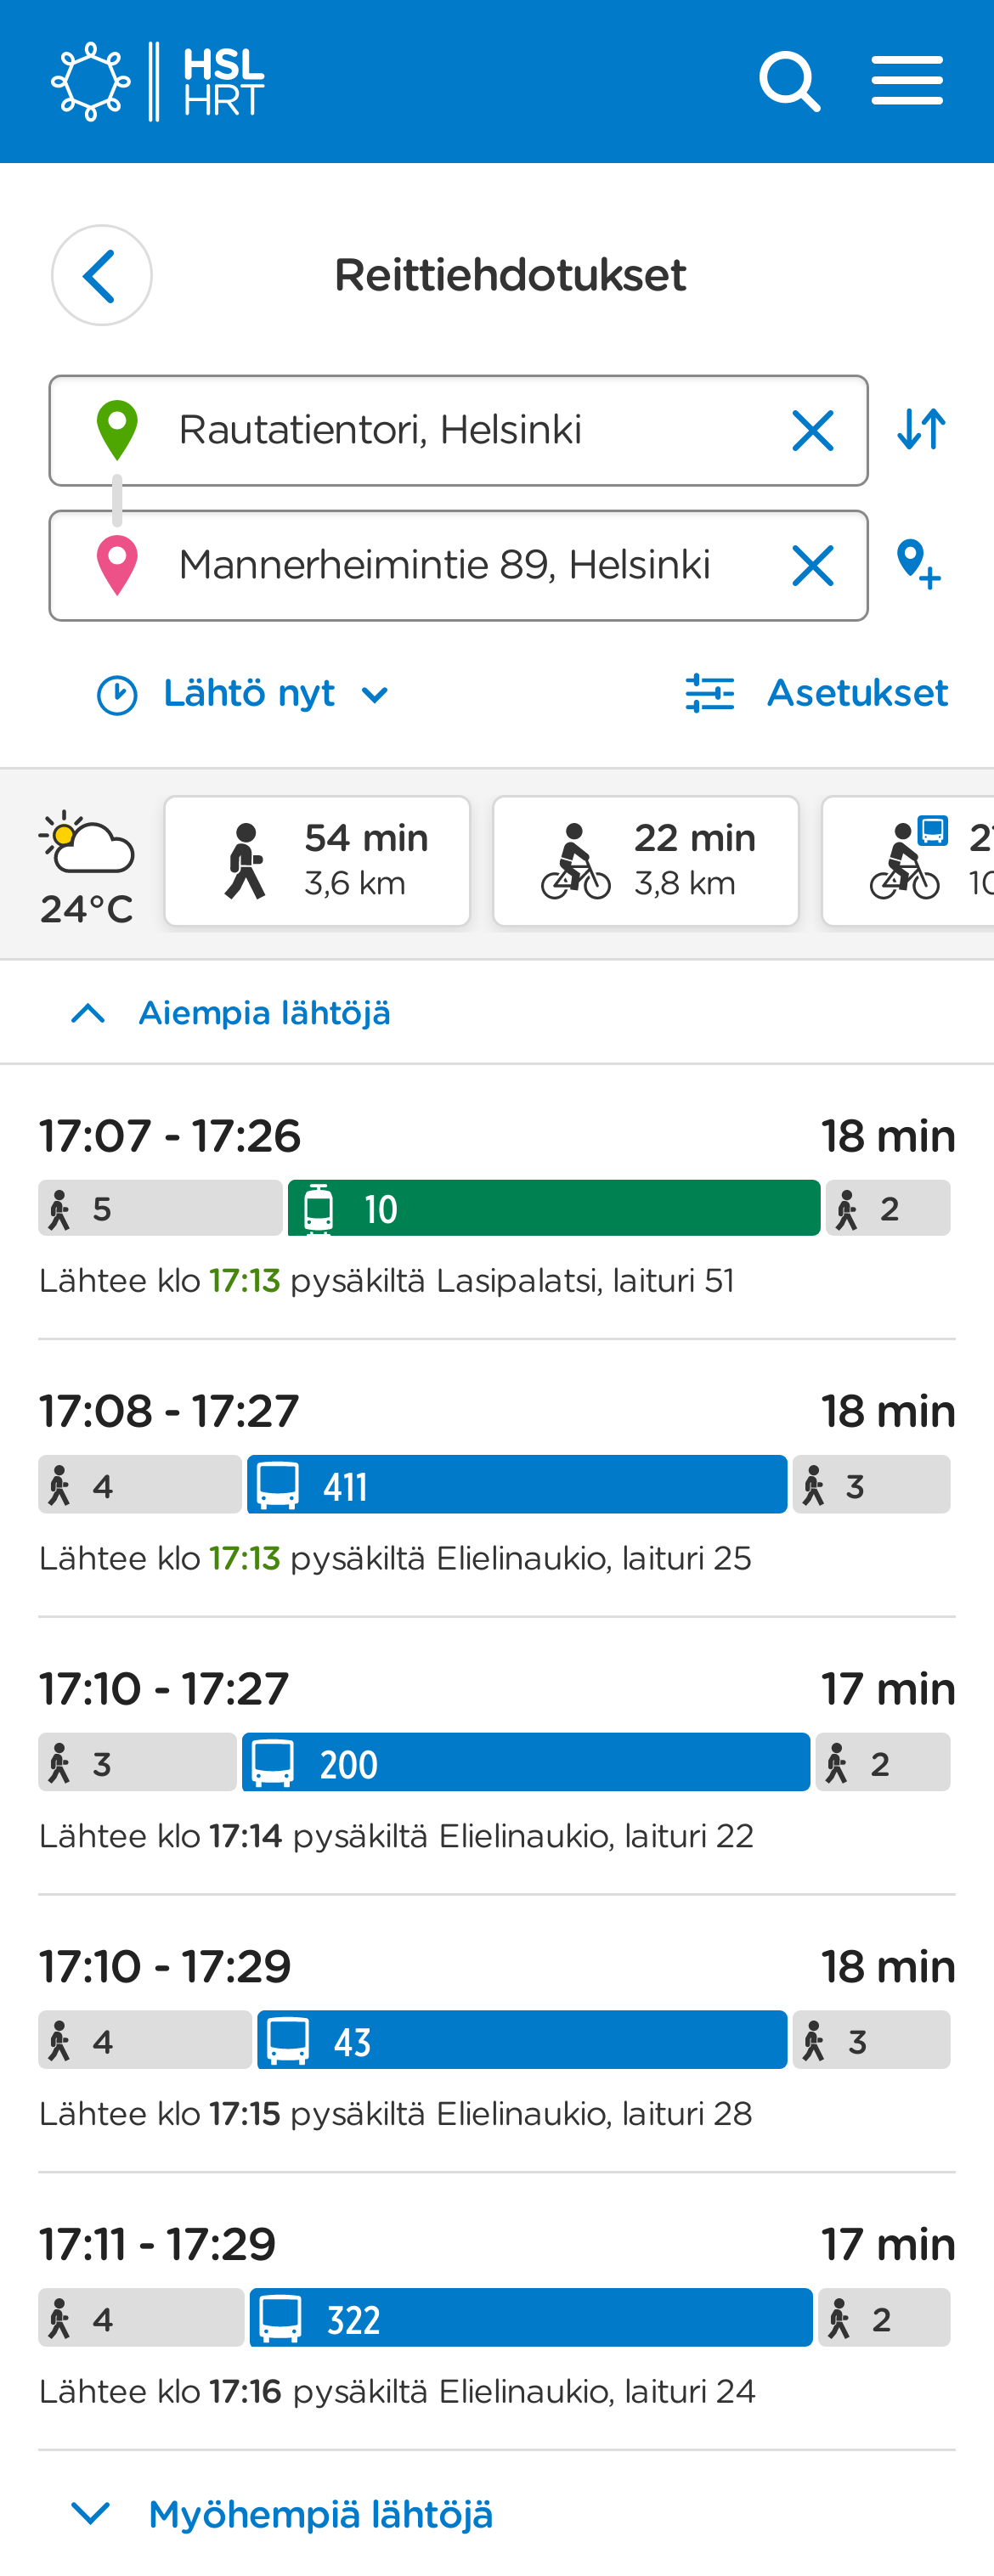 HSL
HRT
Reittiehdotukset
Rautatientori, Helsinki
Mannerheimintie 89, Helsinki
Lähtö nyt
Asetukset
24°C
54 min
3,6 km
22 min
3,8 km
Aiempia lähtöjä
17:07 - 17:26 18 min
5 10 2
Lähtee klo 17:13 pysäkiltä Lasipalatsi, laituri 51
17:08 - 17:27 18 min
4 411 3
Lähtee klo 17:13 pysäkiltä Elielinaukio, laituri 25
17:10 - 17:27 17 min
3 200 2
Lähtee klo 17:14 pysäkiltä Elielinaukio, laituri 22
17:10 - 17:29 18 min
4 43 3
Lähtee klo 17:15 pysäkiltä Elielinaukio, laituri 28
17:11 - 17:29 17 min
4 322 2
Lähtee klo 17:16 pysäkiltä Elielinaukio, laituri 24
Myöhempiä lähtöjä